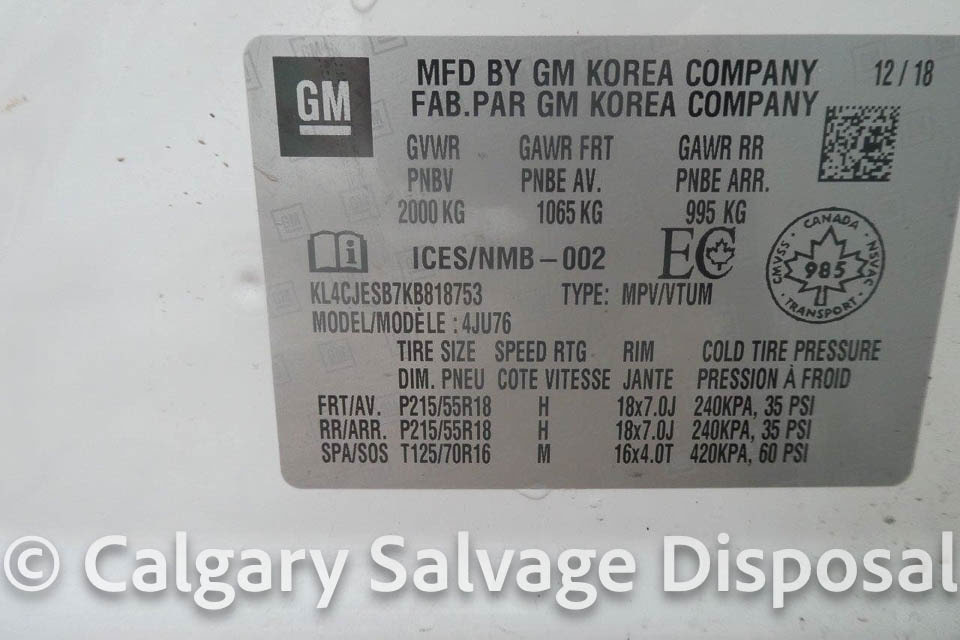 GM
MFD BY GM KOREA COMPANY 12/18
FAB.PAR GM KOREA COMPANY
GVWR GAWR FRT GAWR RR
PNBV PNBE AV. PNBE ARR.
2000 KG 1065 KG 995 KG
ICES/NMB-002 EC
CANADA
CMVSS 985 NSVAC
TRANSPORT
KL4CJESB7KB818753 TYPE: MPV/VTUM
MODEL/MODÈLE : 4JU76
TIRE SIZE SPEED RTG RIM COLD TIRE PRESSURE
DIM. PNEU COTE VITESSE JANTE PRESSION À FROID
FRT/AV. P215/55R18 H 18x7.0J 240KPA, 35 PSI
RR/ARR. P215/55R18 H 18x7.0J 240KPA, 35 PSI
SPA/SOS T125/70R16 M 16x4.0T 420KPA, 60 PSI
© Calgary Salvage Disposal